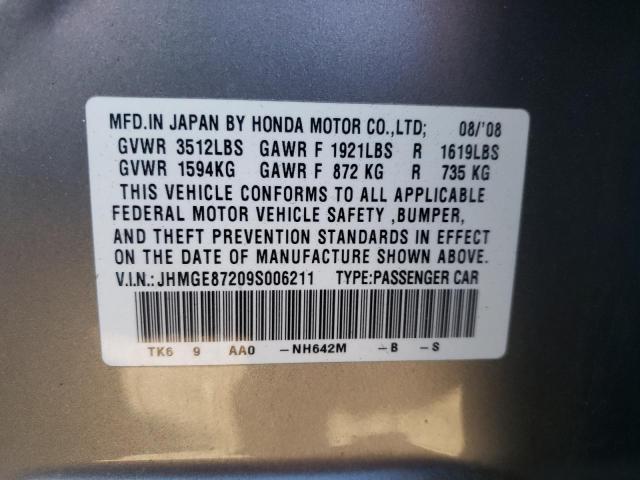 MFD.IN JAPAN BY HONDA MOTOR CO.,LTD; 08/'08
GVWR 3512LBS GAWR F 1921LBS R 1619LBS
GVWR 1594KG GAWR F 872 KG R 735 KG
THIS VEHICLE CONFORMS TO ALL APPLICABLE
FEDERAL MOTOR VEHICLE SAFETY ,BUMPER,
AND THEFT PREVENTION STANDARDS IN EFFECT
ON THE DATE OF MANUFACTURE SHOWN ABOVE.
V.I.N.:JHMGE87209S006211 TYPE:PASSENGER CAR
TK6 9 AA0 -NH642M -B -S